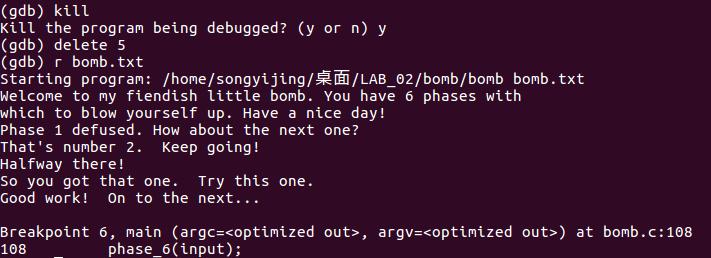 (gdb) kill
Kill the program being debugged? (y or n) y
(gdb) delete 5
(gdb) r bomb.txt
Starting program: /home/songyijing/桌面/LAB_02/bomb/bomb bomb.txt
Welcome to my fiendish little bomb. You have 6 phases with
which to blow yourself up. Have a nice day!
Phase 1 defused. How about the next one?
That's number 2.  Keep going!
Halfway there!
So you got that one.  Try this one.
Good work!  On to the next...
Breakpoint 6, main (argc=<optimized out>, argv=<optimized out>) at bomb.c:108
108     _     phase_6(input);